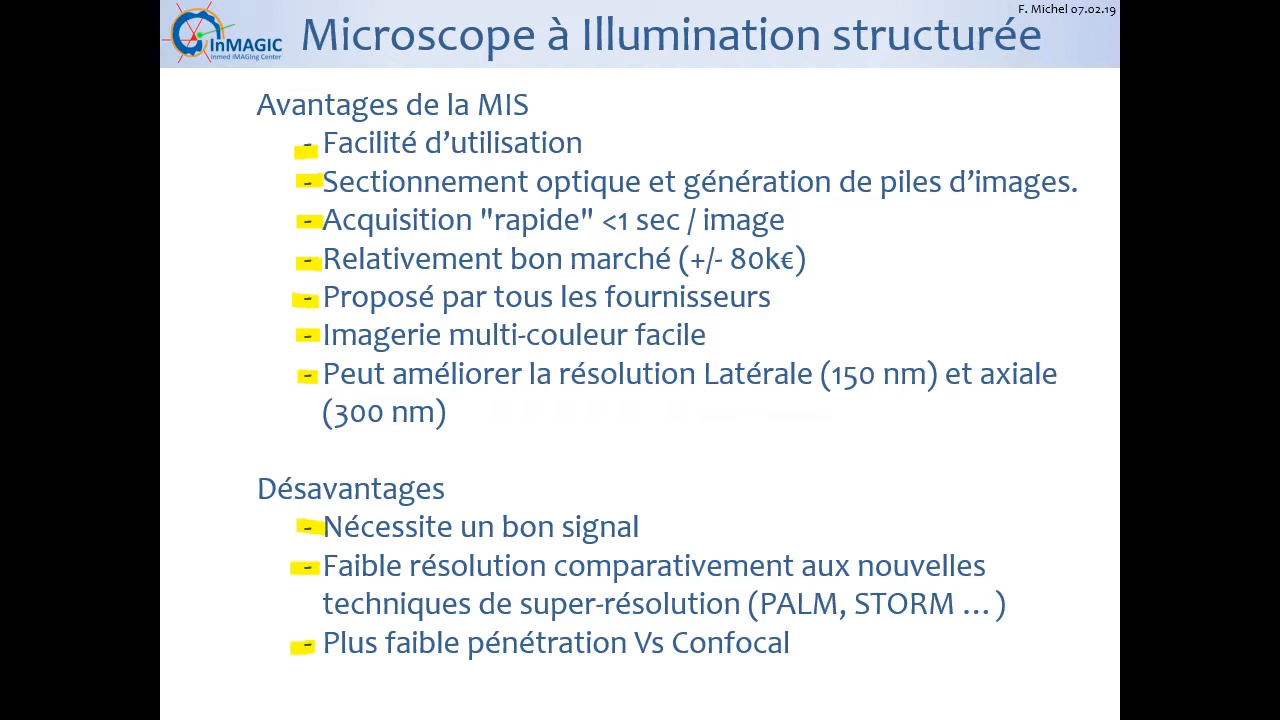 F. Michel 07.02.19
InMAGIC
Inmed iMAGing Center
Microscope à Illumination structurée
Avantages de la MIS
- Facilité d’utilisation
- Sectionnement optique et génération de piles d’images.
- Acquisition "rapide" <1 sec / image
- Relativement bon marché (+/- 80k€)
- Proposé par tous les fournisseurs
- Imagerie multi-couleur facile
- Peut améliorer la résolution Latérale (150 nm) et axiale
(300 nm)
Désavantages
- Nécessite un bon signal
- Faible résolution comparativement aux nouvelles
techniques de super-résolution (PALM, STORM … )
- Plus faible pénétration Vs Confocal